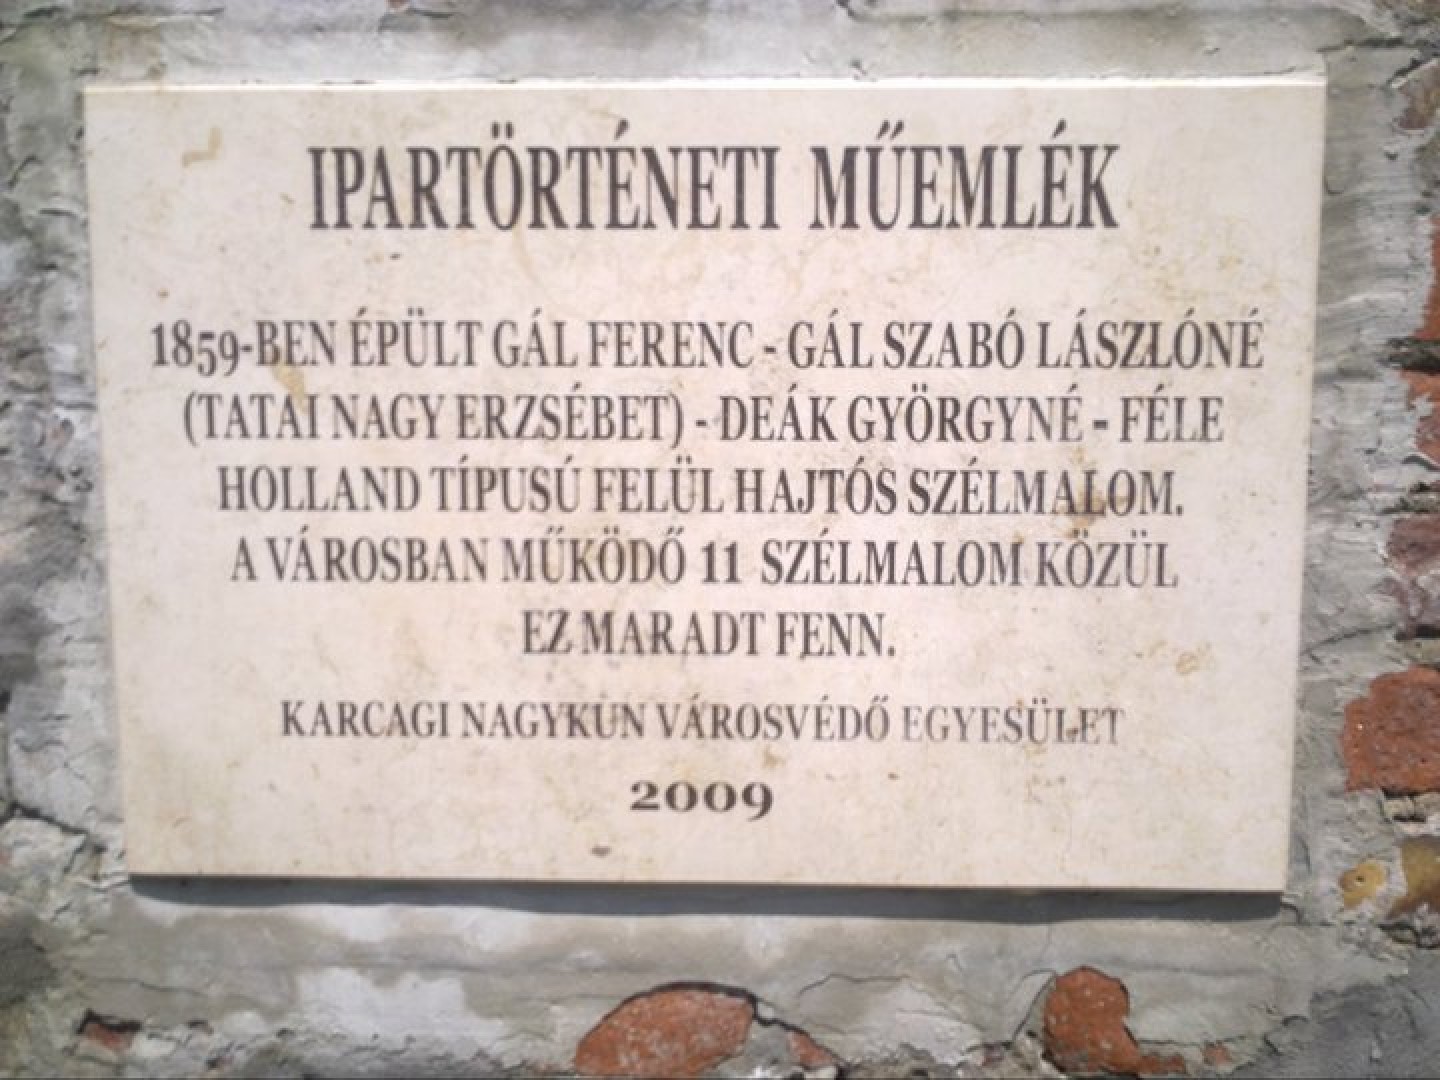 IPARTÖRTÉNETI MŰEMLÉK
1859-BEN ÉPÜLT GÁL FERENC - GÁL SZABÓ LÁSZLÓNÉ
(TATAI NAGY ERZSÉBET) - DEÁK GYÖRGYNÉ - FÉLE
HOLLAND TÍPUSÚ FELÜL HAJTÓS SZÉLMALOM.
A VÁROSBAN MŰKÖDŐ 11 SZÉLMALOM KÖZÜL
EZ MARADT FENN.
KARCAGI NAGYKUN VÁROSVÉDŐ EGYESÜLET
2009